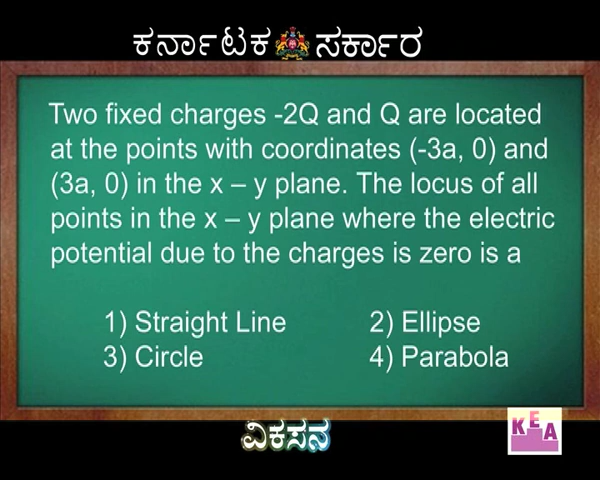 ಕರ್ನಾಟಕ ಸರ್ಕಾರ
Two fixed charges -2Q and Q are located
at the points with coordinates (-3a, 0) and
(3a, 0) in the x – y plane. The locus of all
points in the x – y plane where the electric
potential due to the charges is zero is a
1) Straight Line 2) Ellipse
3) Circle 4) Parabola
ವಿಕಸನ
KEA